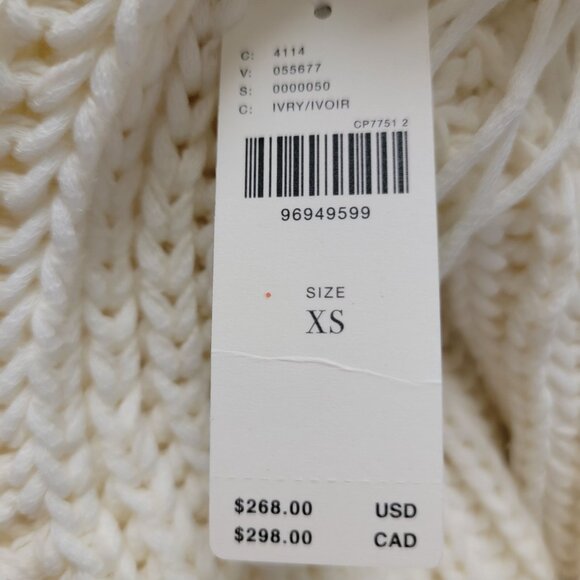 C: 4114
V: 055677
S: 0000050
C: IVRY/IVOIR
CP7751 2
96949599
SIZE
XS
$268.00 USD
$298.00 CAD